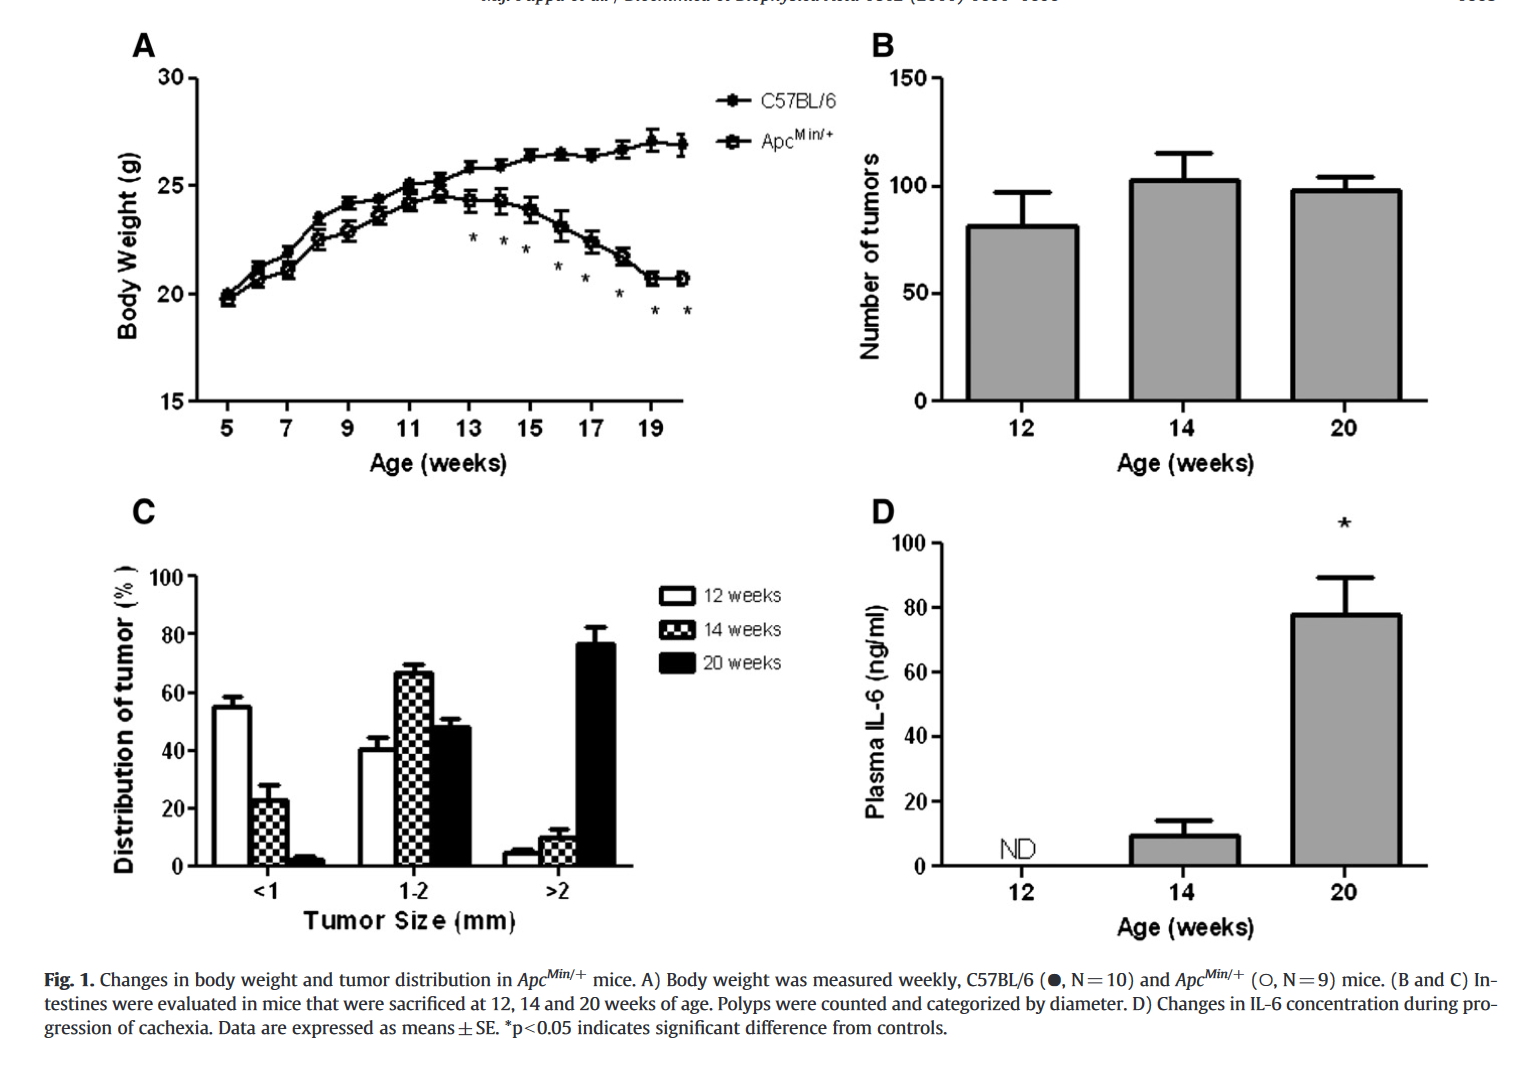 A
30
25
20
15
Body Weight (g)
5 7 9 11 13 15 17 19
Age (weeks)
C57BL/6
Apc^Min/+
* * * * * * * *
B
150
100
50
0
Number of tumors
12 14 20
Age (weeks)
C
100
80
60
40
20
0
Distribution of tumor (%)
<1 1-2 >2
Tumor Size (mm)
12 weeks
14 weeks
20 weeks
D
*
100
80
60
40
20
0
Plasma IL-6 (ng/ml)
ND
12 14 20
Age (weeks)
Fig. 1. Changes in body weight and tumor distribution in Apc^Min/+ mice. A) Body weight was measured weekly, C57BL/6 (●, N=10) and Apc^Min/+ (○, N=9) mice. (B and C) In-
testines were evaluated in mice that were sacrificed at 12, 14 and 20 weeks of age. Polyps were counted and categorized by diameter. D) Changes in IL-6 concentration during pro-
gression of cachexia. Data are expressed as means±SE. *p<0.05 indicates significant difference from controls.